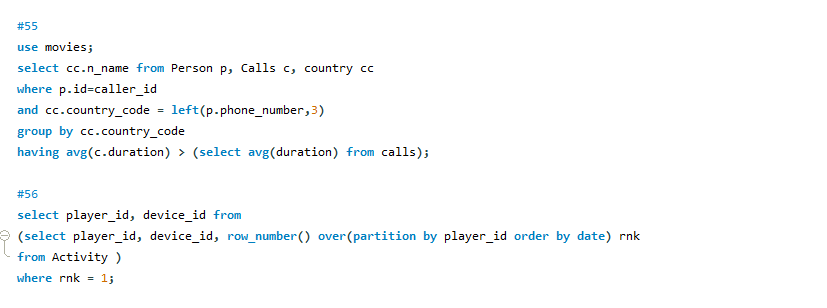 #55
use movies;
select cc.n_name from Person p, Calls c, country cc
where p.id=caller_id
and cc.country_code = left(p.phone_number,3)
group by cc.country_code
having avg(c.duration) > (select avg(duration) from calls);
#56
select player_id, device_id from
(select player_id, device_id, row_number() over(partition by player_id order by date) rnk
from Activity )
where rnk = 1;